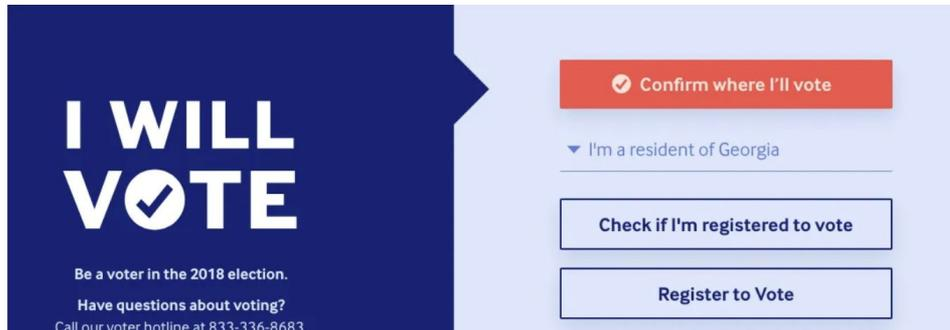 I WILL
VOTE
Be a voter in the 2018 election.
Have questions about voting?
Call our voter hotline at 833-336-8683
Confirm where I'll vote
I'm a resident of Georgia
Check if I'm registered to vote
Register to Vote